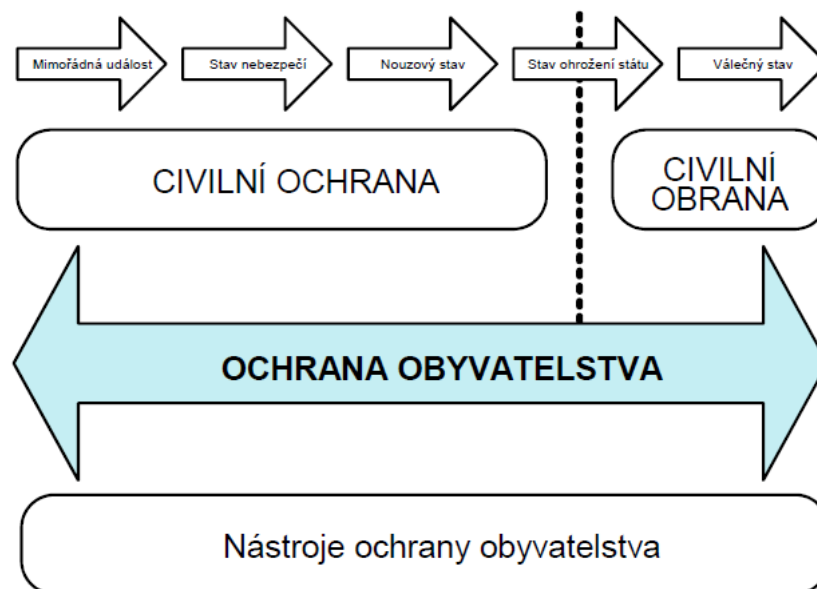 Mimořádná událost
Stav nebezpečí
Nouzový stav
Stav ohrožení státu
Válečný stav
CIVILNÍ OCHRANA
CIVILNÍ
OBRANA
OCHRANA OBYVATELSTVA
Nástroje ochrany obyvatelstva